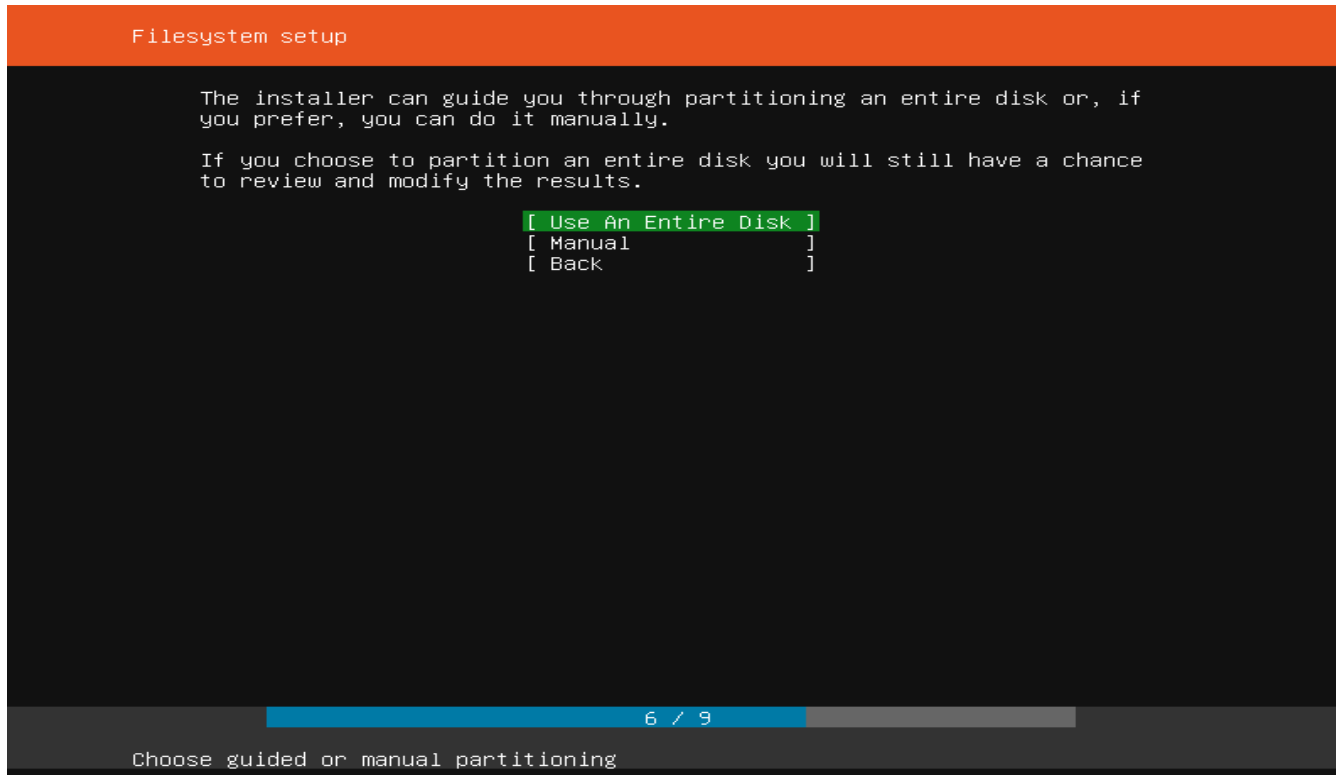 Filesystem setup
The installer can guide you through partitioning an entire disk or, if
you prefer, you can do it manually.
If you choose to partition an entire disk you will still have a chance
to review and modify the results.
[ Use An Entire Disk ]
[ Manual ]
[ Back ]
6 / 9
Choose guided or manual partitioning